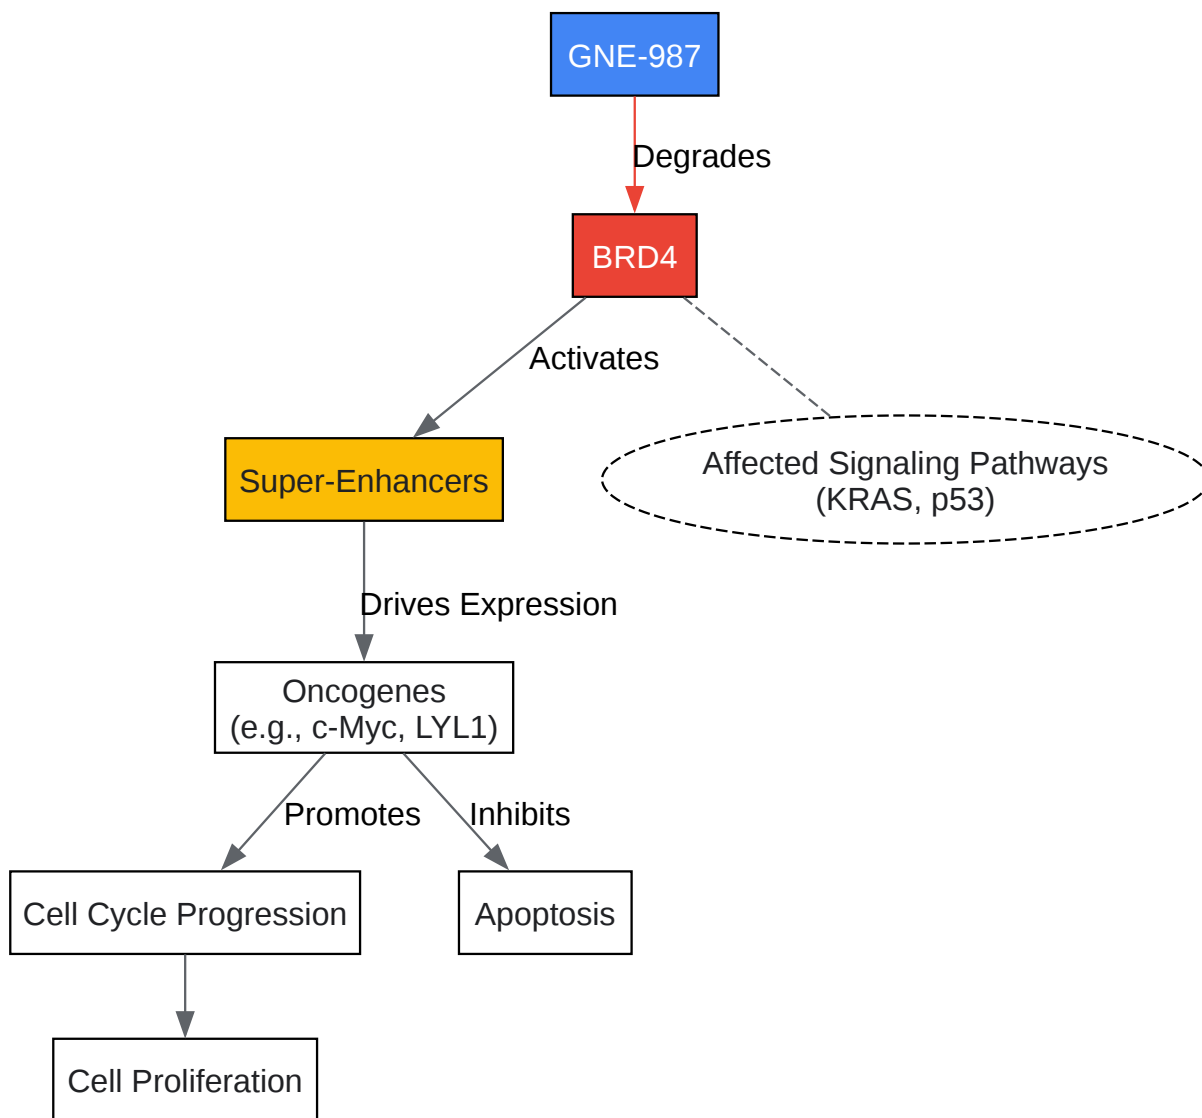 GNE-987
Degrades
BRD4
Activates
Affected Signaling Pathways
(KRAS, p53)
Super-Enhancers
Drives Expression
Oncogenes
(e.g., c-Myc, LYL1)
Promotes
Inhibits
Cell Cycle Progression
Apoptosis
Cell Proliferation